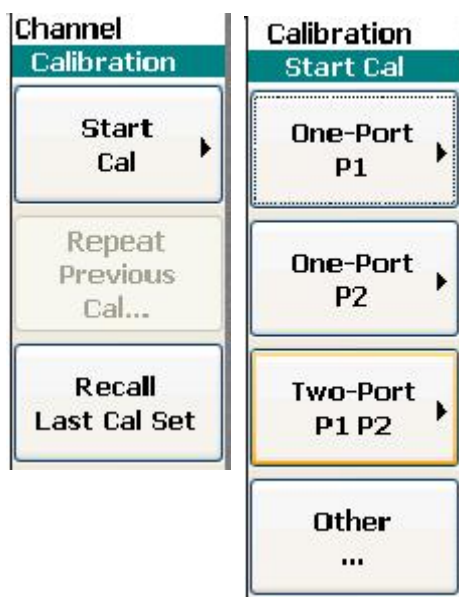 Channel
Calibration
Start
Cal
Repeat
Previous
Cal...
Recall
Last Cal Set
Calibration
Start Cal
One-Port
P1
One-Port
P2
Two-Port
P1 P2
Other
...